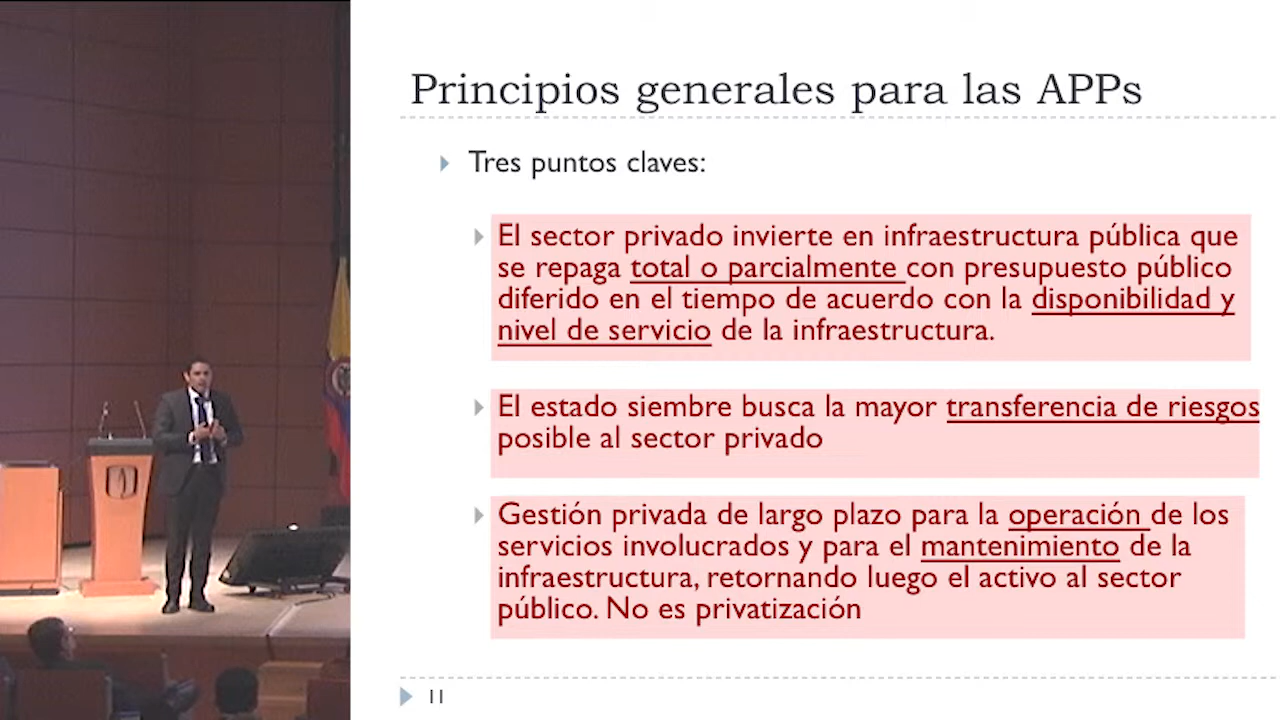 Principios generales para las APPs
Tres puntos claves:
El sector privado invierte en infraestructura pública que
se repaga total o parcialmente con presupuesto público
diferido en el tiempo de acuerdo con la disponibilidad y
nivel de servicio de la infraestructura.
El estado siembre busca la mayor transferencia de riesgos
posible al sector privado
Gestión privada de largo plazo para la operación de los
servicios involucrados y para el mantenimiento de la
infraestructura, retornando luego el activo al sector
público. No es privatización
11